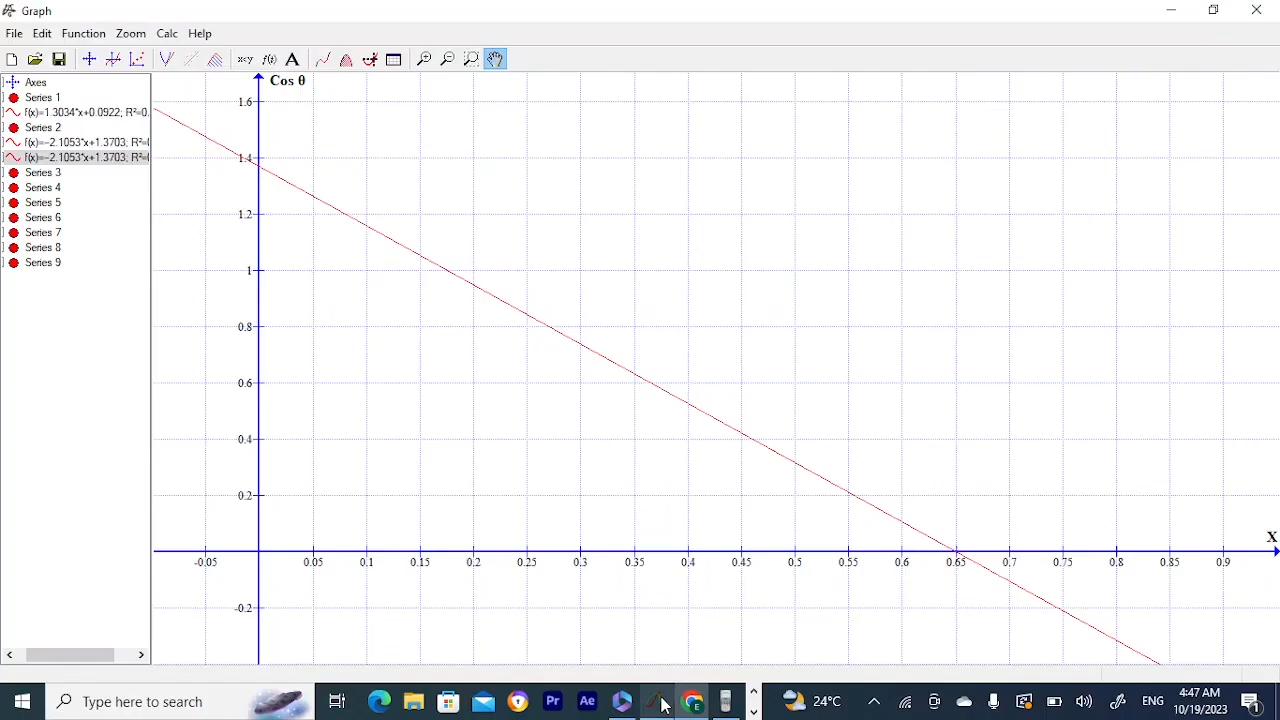 Graph
File Edit Function Zoom Calc Help
Axes
Series 1
f(x)=1.3034*x+0.0922; R²=0.
Series 2
f(x)=-2.1053*x+1.3703; R²=
f(x)=-2.1053*x+1.3703; R²=
Series 3
Series 4
Series 5
Series 6
Series 7
Series 8
Series 9
Cos θ
1.6
1.4
1.2
1
0.8
0.6
0.4
0.2
X
-0.05 0.05 0.1 0.15 0.2 0.25 0.3 0.35 0.4 0.45 0.5 0.55 0.6 0.65 0.7 0.75 0.8 0.85 0.9
-0.2
Type here to search
Pr
Ae
24°C
ENG
4:47 AM
10/19/2023
1